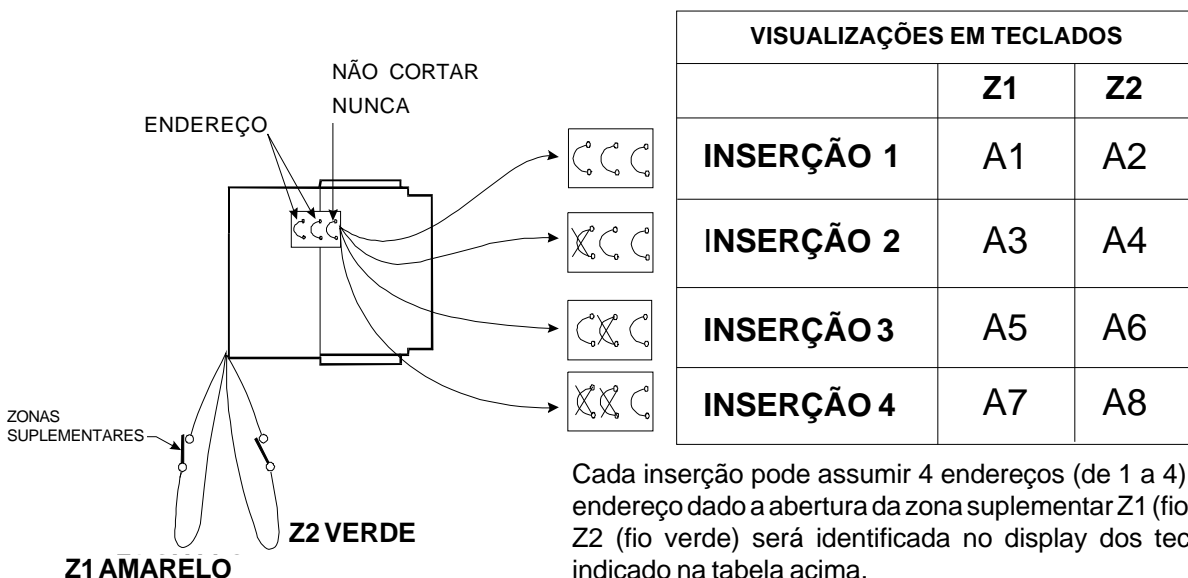 NÃO CORTAR
NUNCA
ENDEREÇO
ZONAS
SUPLEMENTARES
Z2 VERDE
Z1 AMARELO
VISUALIZAÇÕES EM TECLADOS
Z1 Z2
INSERÇÃO 1 A1 A2
INSERÇÃO 2 A3 A4
INSERÇÃO 3 A5 A6
INSERÇÃO 4 A7 A8
Cada inserção pode assumir 4 endereços (de 1 a 4)
endereço dado a abertura da zona suplementar Z1 (fio
Z2 (fio verde) será identificada no display dos tec
indicado na tabela acima.